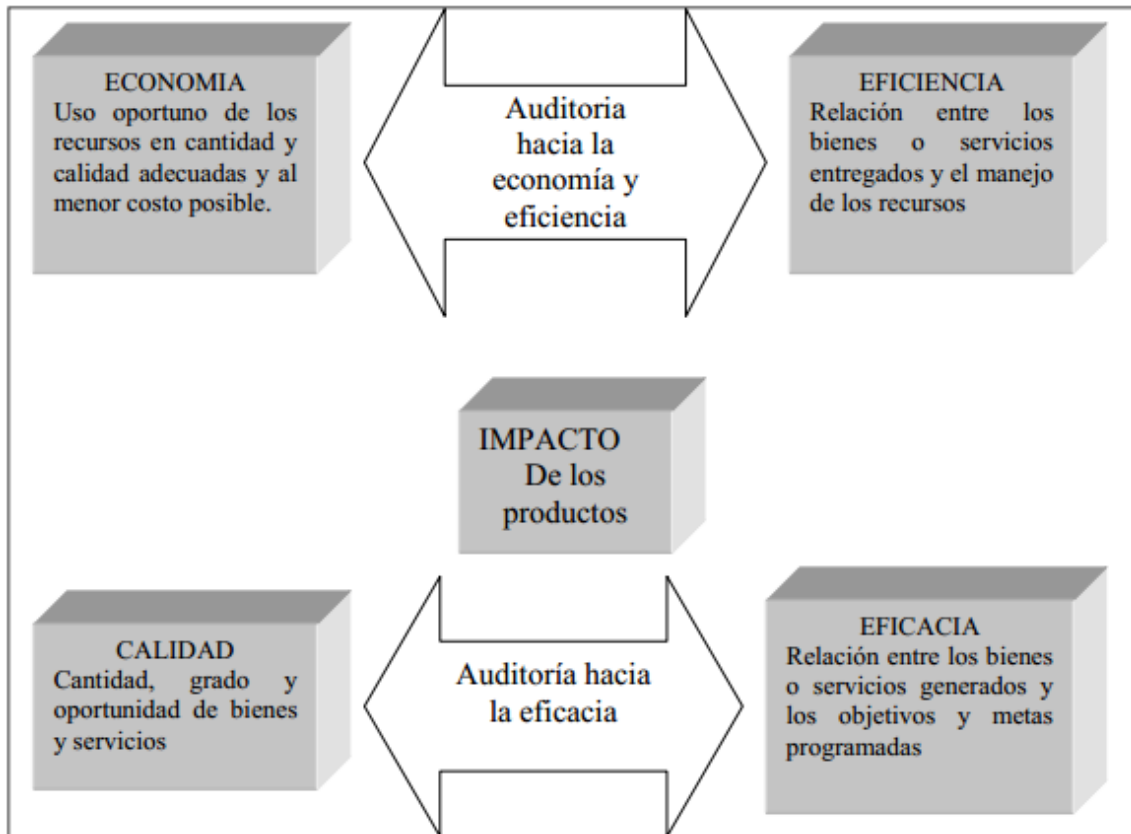 ECONOMIA
Uso oportuno de los
recursos en cantidad y
calidad adecuadas y al
menor costo posible.
Auditoria
hacia la
economía y
eficiencia
EFICIENCIA
Relación entre los
bienes o servicios
entregados y el manejo
de los recursos
IMPACTO
De los
productos
CALIDAD
Cantidad, grado y
oportunidad de bienes
y servicios
Auditoría hacia
la eficacia
EFICACIA
Relación entre los bienes
o servicios generados y
los objetivos y metas
programadas